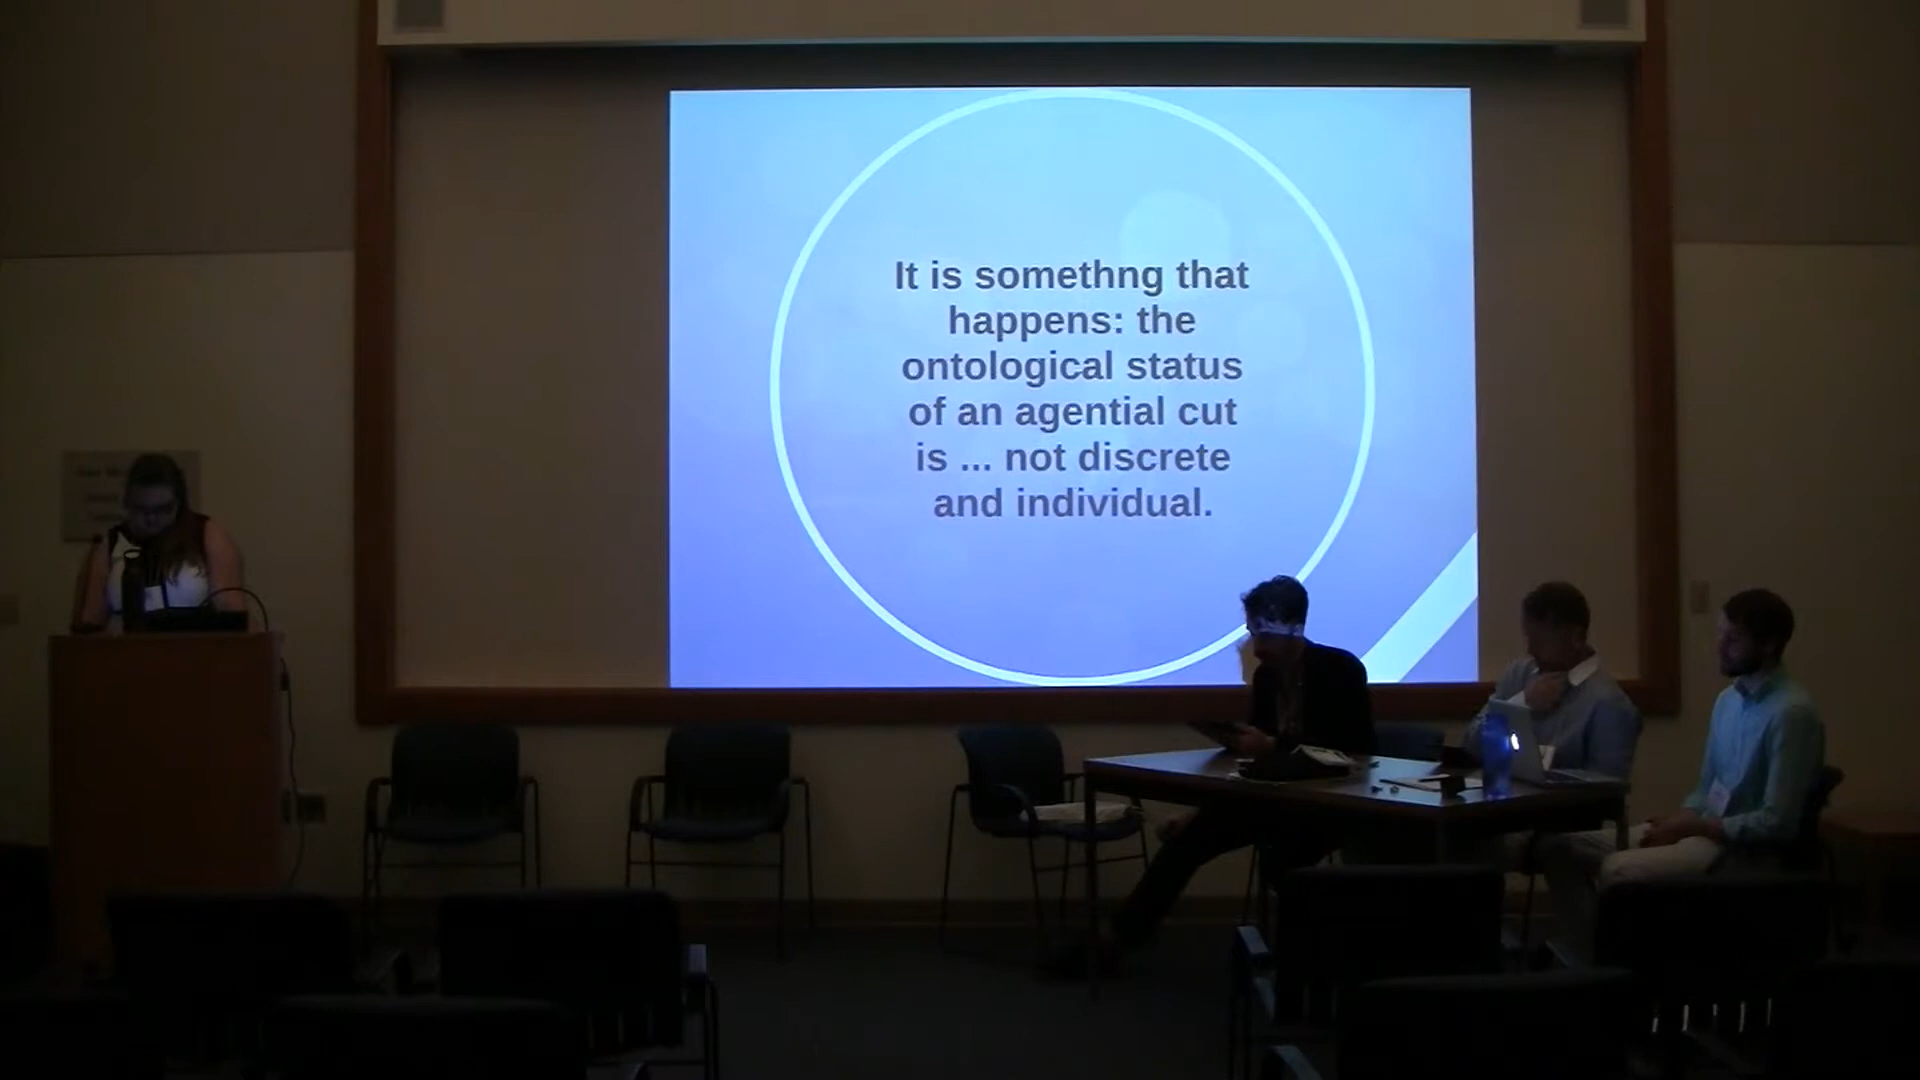 It is somethng that
happens: the
ontological status
of an agential cut
is ... not discrete
and individual.